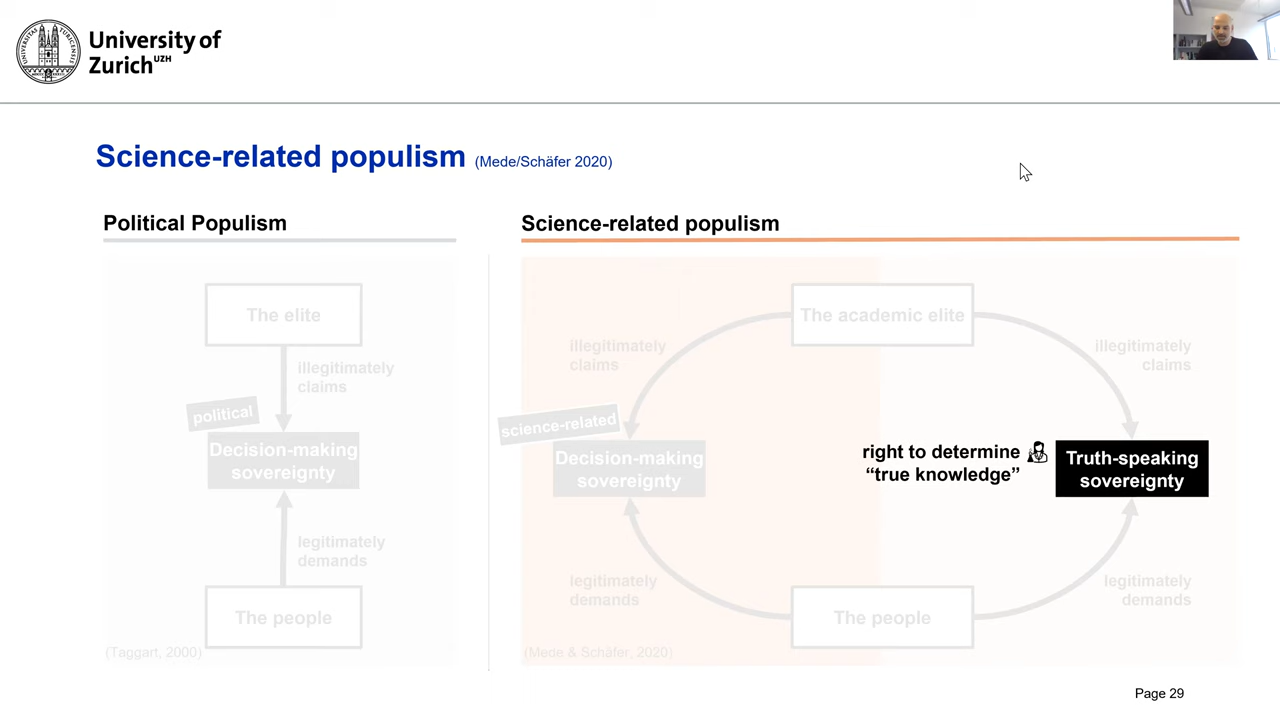 University of
Zurich UZH
Science-related populism (Mede/Schäfer 2020)
Political Populism
The elite
illegitimately
claims
political
Decision-making
sovereignty
legitimately
demands
The people
(Taggart, 2000)
Science-related populism
The academic elite
illegitimately
claims
illegitimately
claims
science-related
Decision-making
sovereignty
right to determine
“true knowledge”
Truth-speaking
sovereignty
legitimately
demands
legitimately
demands
The people
(Mede & Schäfer, 2020)
Page 29